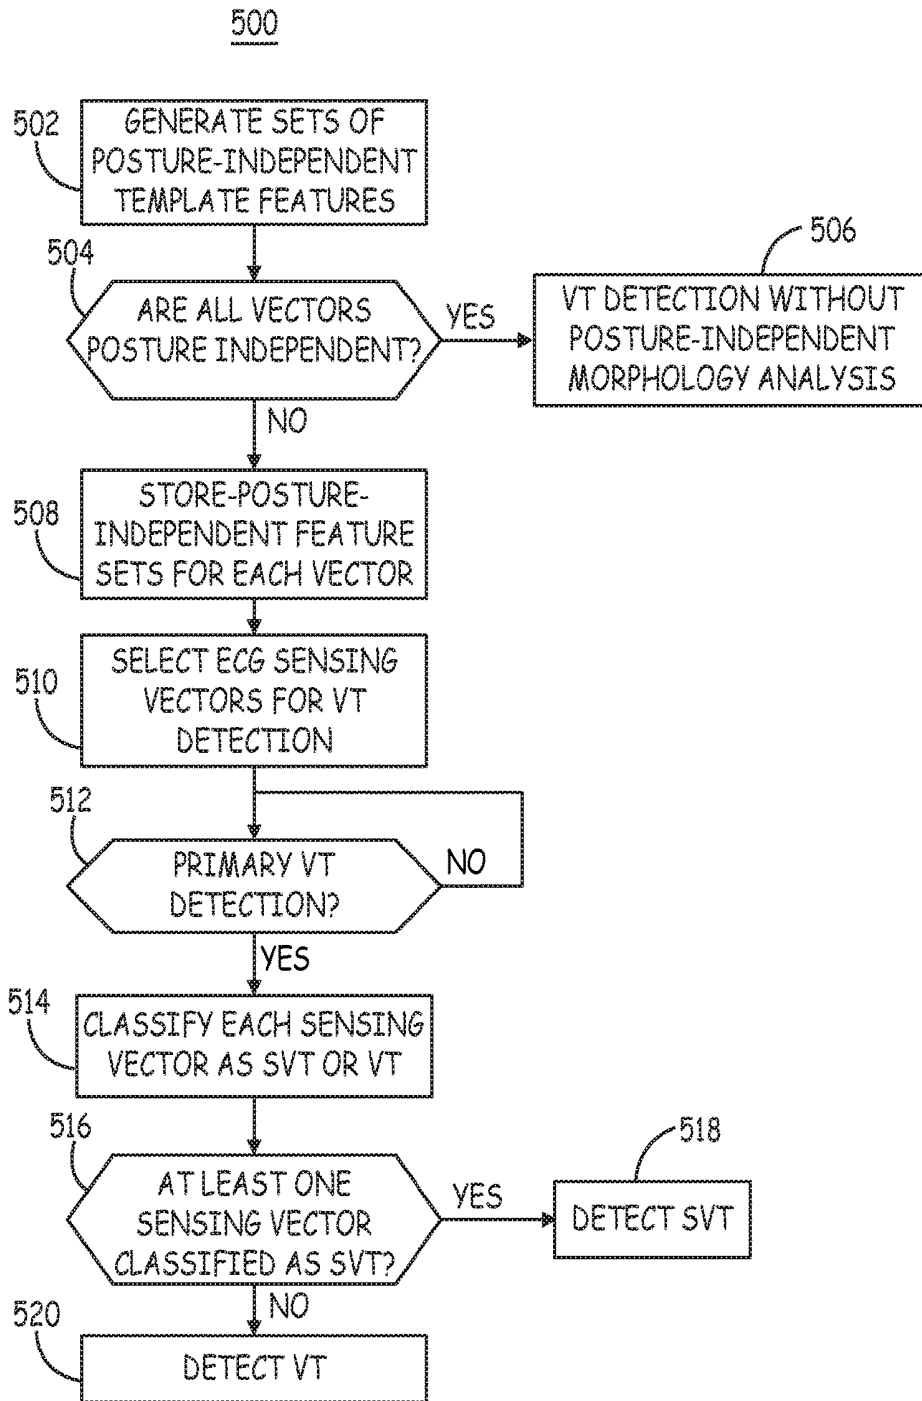 500
502
GENERATE SETS OF
POSTURE-INDEPENDENT
TEMPLATE FEATURES
504
ARE ALL VECTORS
POSTURE INDEPENDENT?
YES
506
VT DETECTION WITHOUT
POSTURE-INDEPENDENT
MORPHOLOGY ANALYSIS
NO
508
STORE-POSTURE-
INDEPENDENT FEATURE
SETS FOR EACH VECTOR
510
SELECT ECG SENSING
VECTORS FOR VT
DETECTION
512
PRIMARY VT
DETECTION?
NO
YES
514
CLASSIFY EACH SENSING
VECTOR AS SVT OR VT
516
AT LEAST ONE
SENSING VECTOR
CLASSIFIED AS SVT?
YES
518
DETECT SVT
NO
520
DETECT VT